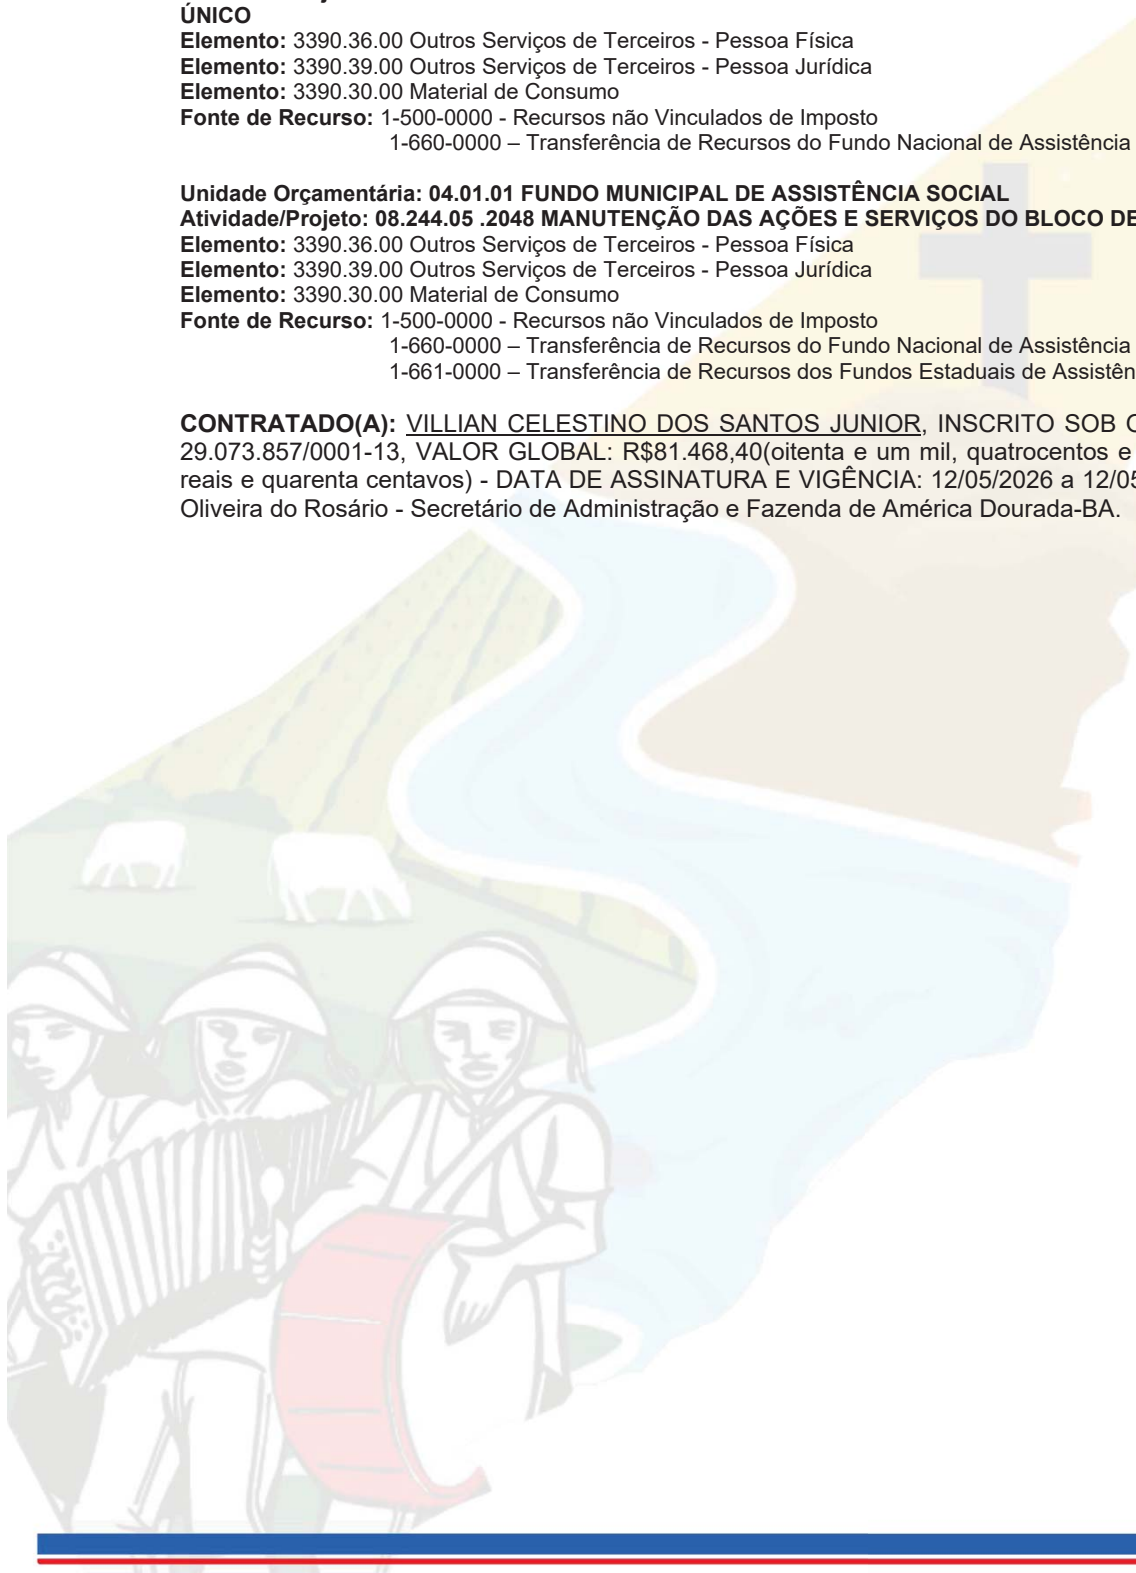 ÚNICO
Elemento: 3390.36.00 Outros Serviços de Terceiros - Pessoa Física
Elemento: 3390.39.00 Outros Serviços de Terceiros - Pessoa Jurídica
Elemento: 3390.30.00 Material de Consumo
Fonte de Recurso: 1-500-0000 - Recursos não Vinculados de Imposto
1-660-0000 – Transferência de Recursos do Fundo Nacional de Assistência
Unidade Orçamentária: 04.01.01 FUNDO MUNICIPAL DE ASSISTÊNCIA SOCIAL
Atividade/Projeto: 08.244.05 .2048 MANUTENÇÃO DAS AÇÕES E SERVIÇOS DO BLOCO DE
Elemento: 3390.36.00 Outros Serviços de Terceiros - Pessoa Física
Elemento: 3390.39.00 Outros Serviços de Terceiros - Pessoa Jurídica
Elemento: 3390.30.00 Material de Consumo
Fonte de Recurso: 1-500-0000 - Recursos não Vinculados de Imposto
1-660-0000 – Transferência de Recursos do Fundo Nacional de Assistência
1-661-0000 – Transferência de Recursos dos Fundos Estaduais de Assistên
CONTRATADO(A): VILLIAN CELESTINO DOS SANTOS JUNIOR, INSCRITO SOB
29.073.857/0001-13, VALOR GLOBAL: R$81.468,40(oitenta e um mil, quatrocentos e
reais e quarenta centavos) - DATA DE ASSINATURA E VIGÊNCIA: 12/05/2026 a 12/05
Oliveira do Rosário - Secretário de Administração e Fazenda de América Dourada-BA.